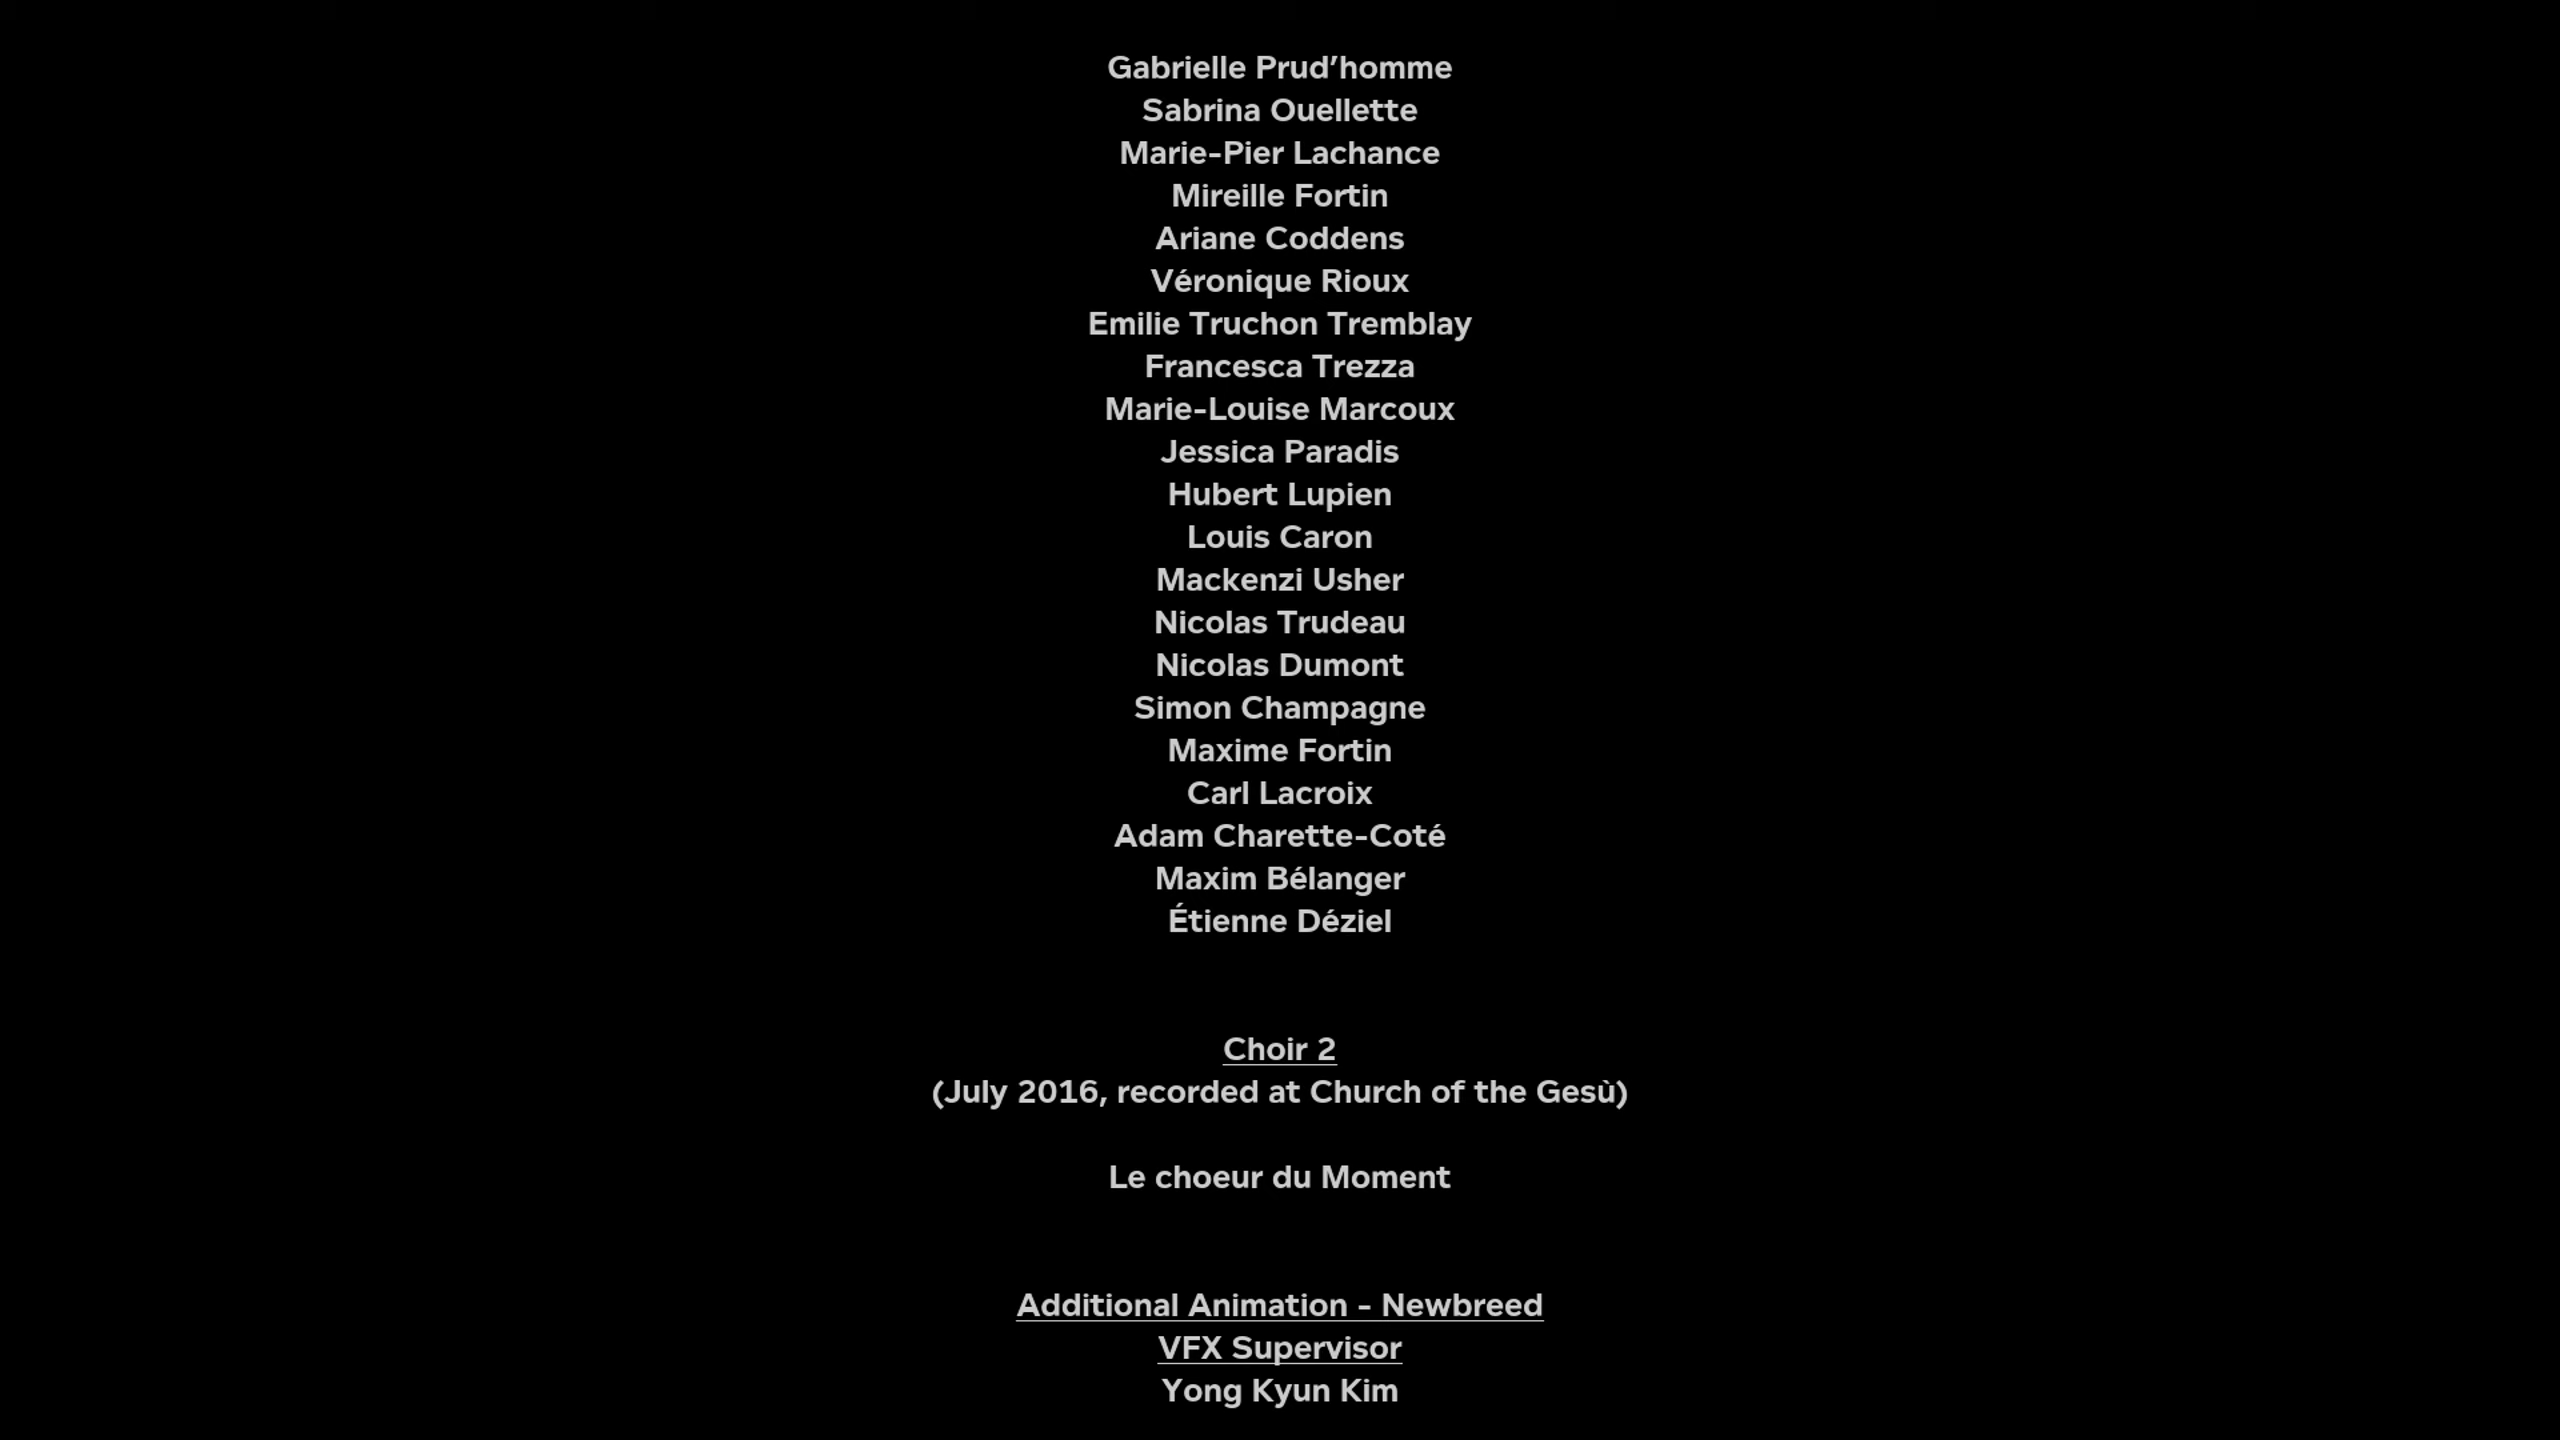 Gabrielle Prud'homme
Sabrina Ouellette
Marie-Pier Lachance
Mireille Fortin
Ariane Coddens
Véronique Rioux
Emilie Truchon Tremblay
Francesca Trezza
Marie-Louise Marcoux
Jessica Paradis
Hubert Lupien
Louis Caron
Mackenzi Usher
Nicolas Trudeau
Nicolas Dumont
Simon Champagne
Maxime Fortin
Carl Lacroix
Adam Charette-Coté
Maxim Bélanger
Étienne Déziel
Choir 2
(July 2016, recorded at Church of the Gesù)
Le choeur du Moment
Additional Animation - Newbreed
VFX Supervisor
Yong Kyun Kim